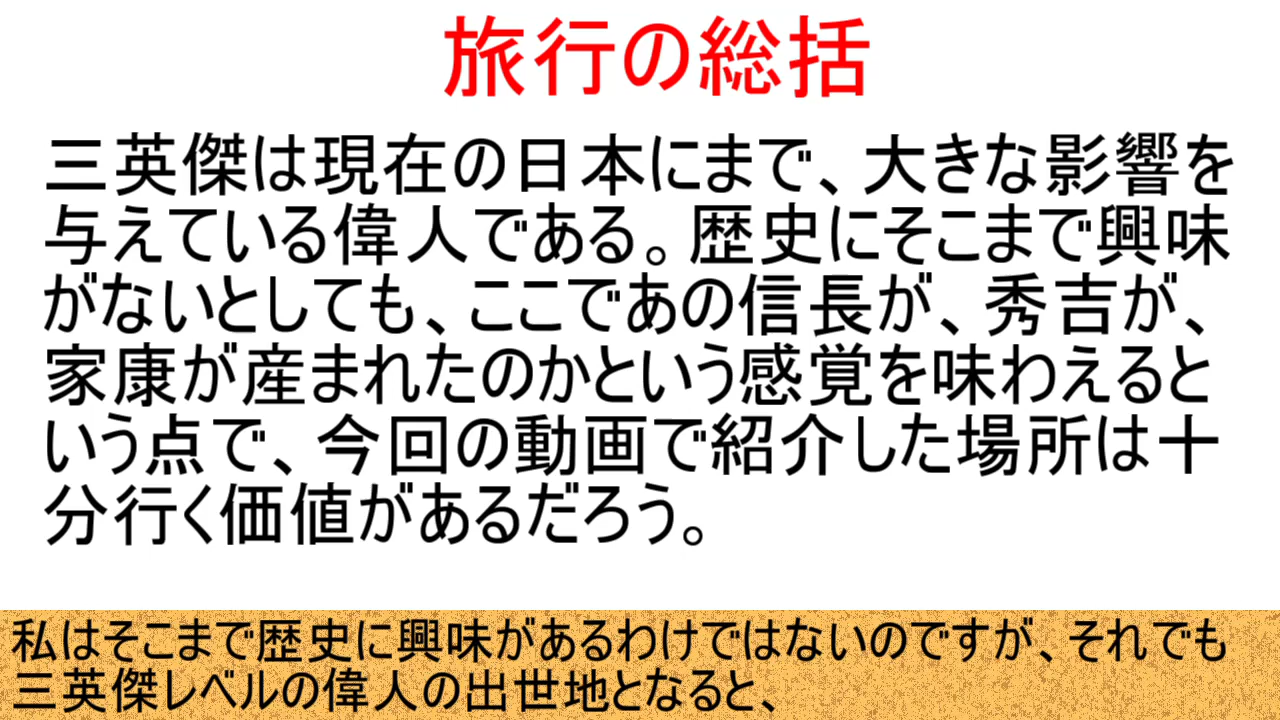 旅行の総括
三英傑は現在の日本にまで、大きな影響を
与えている偉人である。歴史にそこまで興味
がないとしても、ここであの信長が、秀吉が、
家康が産まれたのかという感覚を味わえると
いう点で、今回の動画で紹介した場所は十
分行く価値があるだろう。
私はそこまで歴史に興味があるわけではないのですが、それでも
三英傑レベルの偉人の出世地となると、